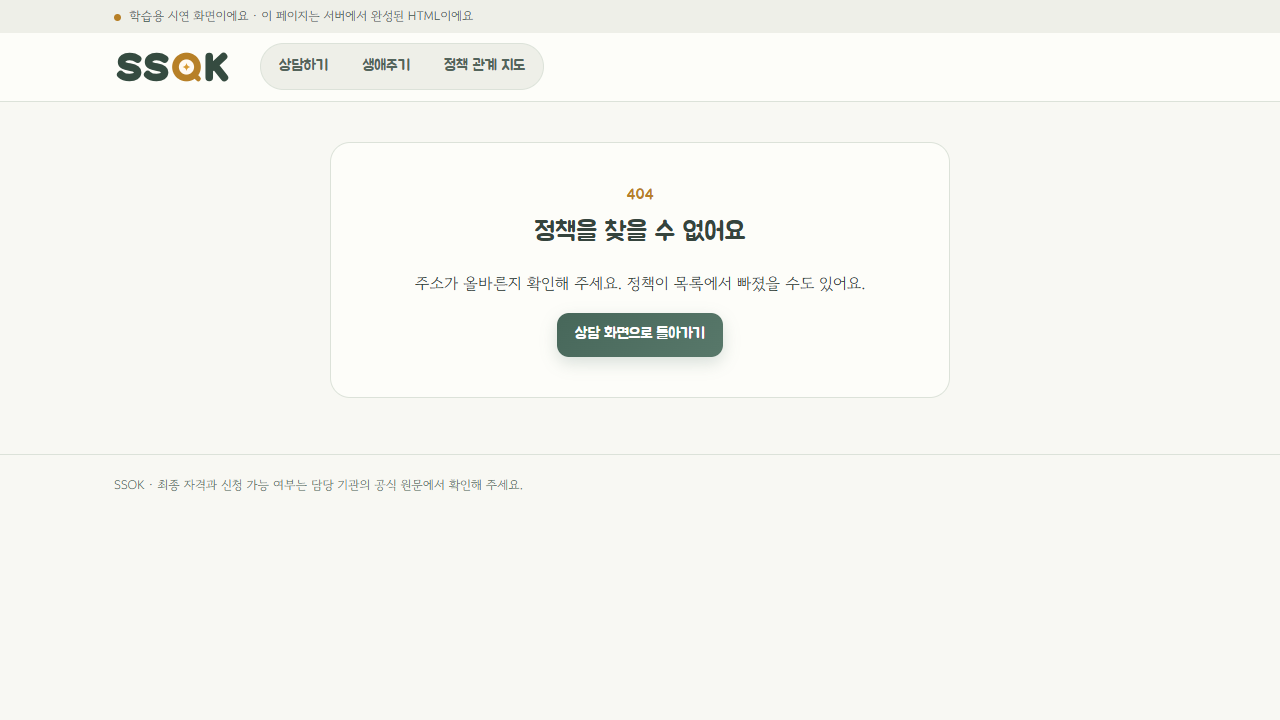 학습용 시연 화면이에요 · 이 페이지는 서버에서 완성된 HTML이에요
SSOK
상담하기
생애주기
정책 관계 지도
404
정책을 찾을 수 없어요
주소가 올바른지 확인해 주세요. 정책이 목록에서 빠졌을 수도 있어요.
상담 화면으로 돌아가기
SSOK · 최종 자격과 신청 가능 여부는 담당 기관의 공식 원문에서 확인해 주세요.